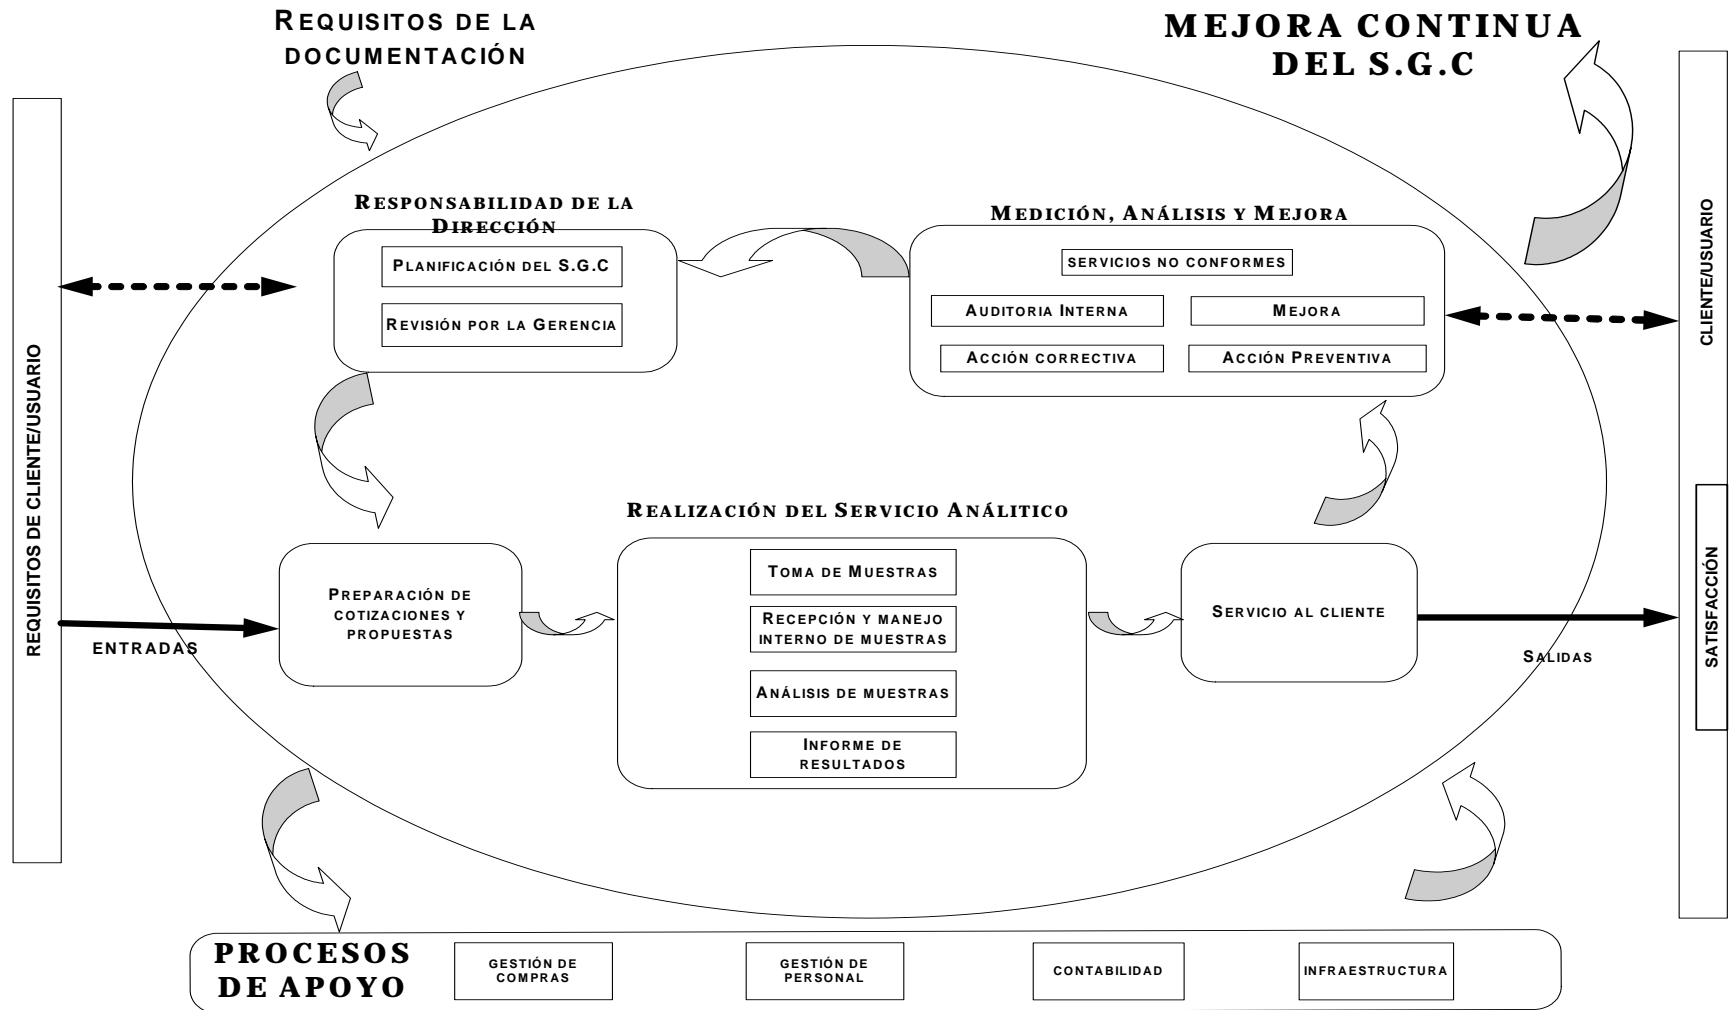 REQUISITOS DE LA
DOCUMENTACIÓN
MEJORA CONTINUA
DEL S.G.C
REQUISITOS DE CLIENTE/USUARIO
RESPONSABILIDAD DE LA
DIRECCIÓN
PLANIFICACIÓN DEL S.G.C
REVISIÓN POR LA GERENCIA
MEDICIÓN, ANÁLISIS Y MEJORA
SERVICIOS NO CONFORMES
AUDITORIA INTERNA
MEJORA
ACCIÓN CORRECTIVA
ACCIÓN PREVENTIVA
CLIENTE/USUARIO
SATISFACCIÓN
ENTRADAS
PREPARACIÓN DE
COTIZACIONES Y
PROPUESTAS
REALIZACIÓN DEL SERVICIO ANÁLITICO
TOMA DE MUESTRAS
RECEPCIÓN Y MANEJO
INTERNO DE MUESTRAS
ANÁLISIS DE MUESTRAS
INFORME DE
RESULTADOS
SERVICIO AL CLIENTE
SALIDAS
PROCESOS
DE APOYO
GESTIÓN DE
COMPRAS
GESTIÓN DE
PERSONAL
CONTABILIDAD
INFRAESTRUCTURA